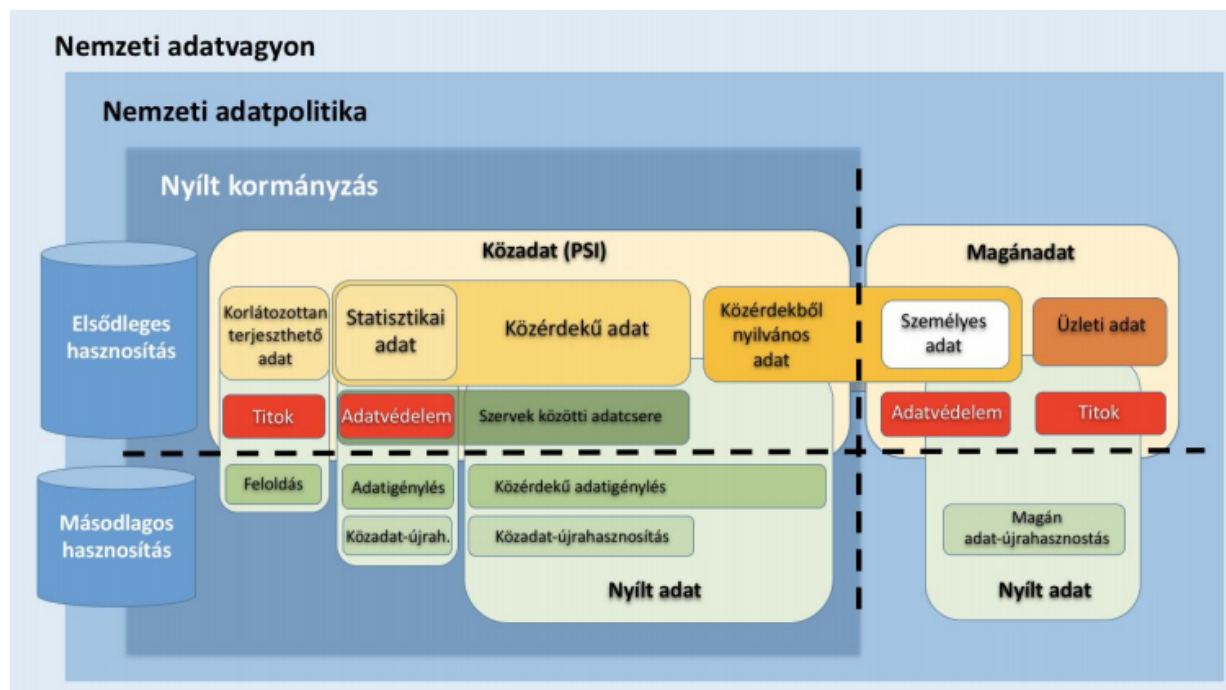 Nemzeti adatvagyon
Nemzeti adatpolitika
Nyílt kormányzás
Közadat (PSI)
Magánadat
Elsődleges
hasznosítás
Korlátozottan
terjeszthető
adat
Statisztikai
adat
Közérdekű adat
Közérdekből
nyilvános
adat
Személyes
adat
Üzleti adat
Titok
Adatvédelem
Szervek közötti adatcsere
Adatvédelem
Titok
Másodlagos
hasznosítás
Feloldás
Adatigénylés
Közérdekű adatigénylés
Közadat-újrah.
Közadat-újrahasznosítás
Magán
adat-újrahasznostás
Nyílt adat
Nyílt adat